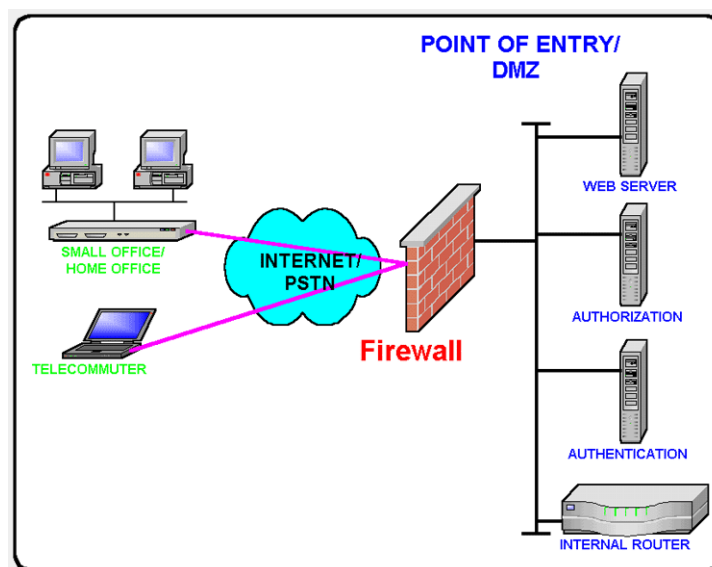 POINT OF ENTRY/
DMZ
WEB SERVER
SMALL OFFICE/
HOME OFFICE
INTERNET/
PSTN
AUTHORIZATION
Firewall
TELECOMMUTER
AUTHENTICATION
INTERNAL ROUTER